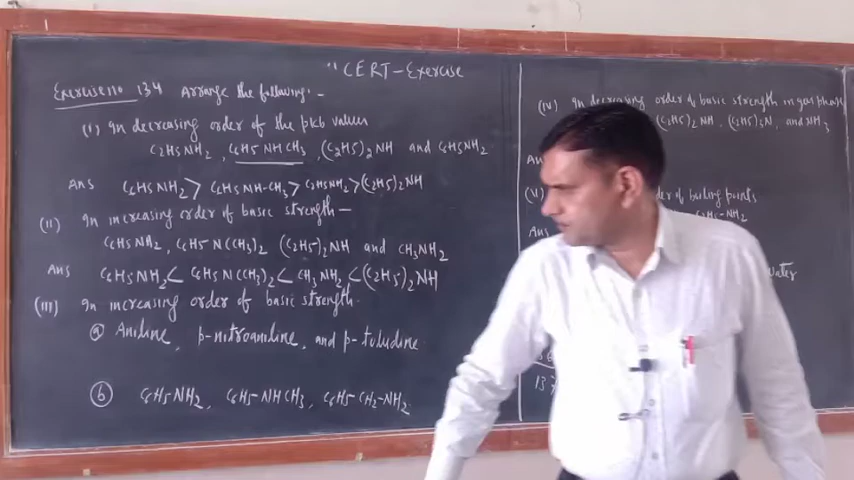 "CERT-Exercise
Exercise no 13.4 Arrange the following:-
(i) In decreasing order of the pKb values
C2H5NH2, C6H5NHCH3, (C2H5)2NH and C6H5NH2
Ans C6H5NH2 > C6H5NH-CH3 > C2H5NH2 > (C2H5)2NH
(ii) In increasing order of basic strength-
C6H5NH2, C6H5N(CH3)2, (C2H5)2NH and CH3NH2
Ans C6H5NH2 < C6H5N(CH3)2 < CH3NH2 < (C2H5)2NH
(iii) In increasing order of basic strength.
(a) Aniline, p-nitroaniline, and p-toluidine
(b) C6H5NH2, C6H5-NHCH3, C6H5-CH2-NH2
(iv) In decreasing order of basic strength in gas phase
(C2H5)2NH, (C2H5)3N, and NH3
Ans
(v) order of boiling points
-NH2
Ans
water